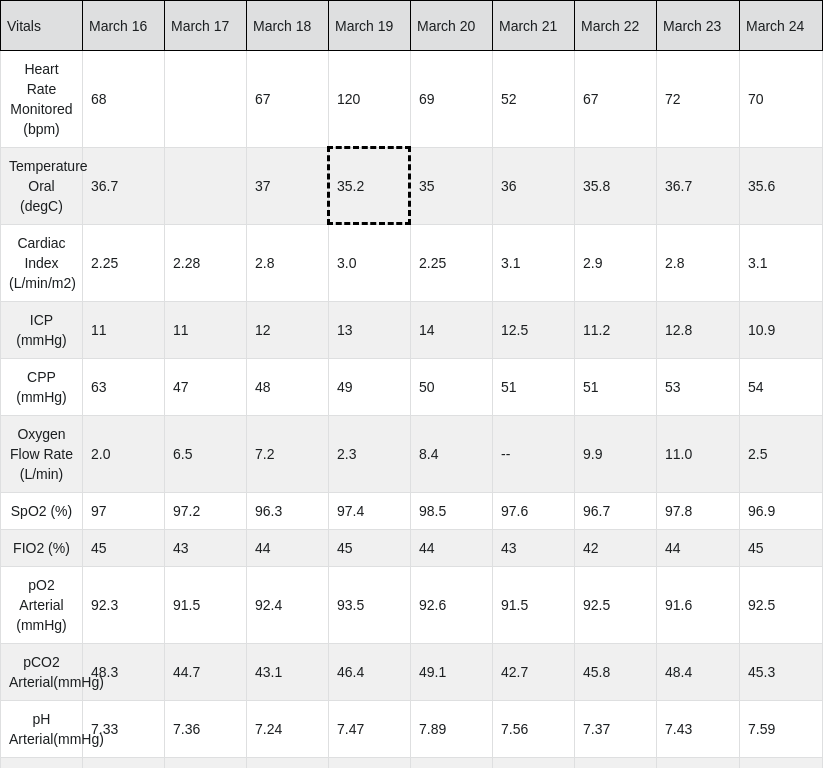 Vitals March 16 March 17 March 18 March 19 March 20 March 21 March 22 March 23 March 24
Heart
Rate
Monitored
(bpm) 68 67 120 69 52 67 72 70
Temperature
Oral
(degC) 36.7 37 35.2 35 36 35.8 36.7 35.6
Cardiac
Index
(L/min/m2) 2.25 2.28 2.8 3.0 2.25 3.1 2.9 2.8 3.1
ICP
(mmHg) 11 11 12 13 14 12.5 11.2 12.8 10.9
CPP
(mmHg) 63 47 48 49 50 51 51 53 54
Oxygen
Flow Rate
(L/min) 2.0 6.5 7.2 2.3 8.4 -- 9.9 11.0 2.5
SpO2 (%) 97 97.2 96.3 97.4 98.5 97.6 96.7 97.8 96.9
FIO2 (%) 45 43 44 45 44 43 42 44 45
pO2
Arterial
(mmHg) 92.3 91.5 92.4 93.5 92.6 91.5 92.5 91.6 92.5
pCO2
Arterial(mmHg) 48.3 44.7 43.1 46.4 49.1 42.7 45.8 48.4 45.3
pH
Arterial(mmHg) 7.33 7.36 7.24 7.47 7.89 7.56 7.37 7.43 7.59